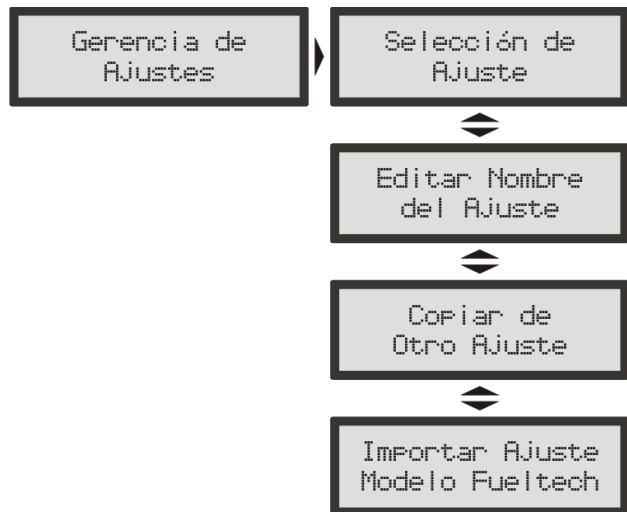 Gerencia de
Ajustes
Selección de
Ajuste
Editar Nombre
del Ajuste
Copiar de
Otro Ajuste
Importar Ajuste
Modelo Fueltech